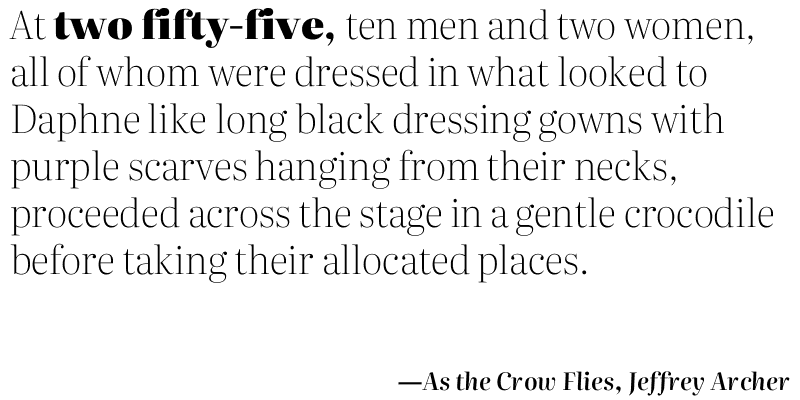 At two fifty-five, ten men and two women,
all of whom were dressed in what looked to
Daphne like long black dressing gowns with
purple scarves hanging from their necks,
proceeded across the stage in a gentle crocodile
before taking their allocated places.
—As the Crow Flies, Jeffrey Archer